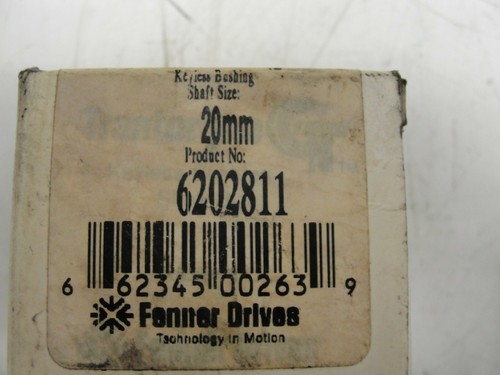 Keyless Bushing
Shaft Size:
20mm
Product No:
6202811
6 62345 00263 9
Fenner Drives
Technology in Motion